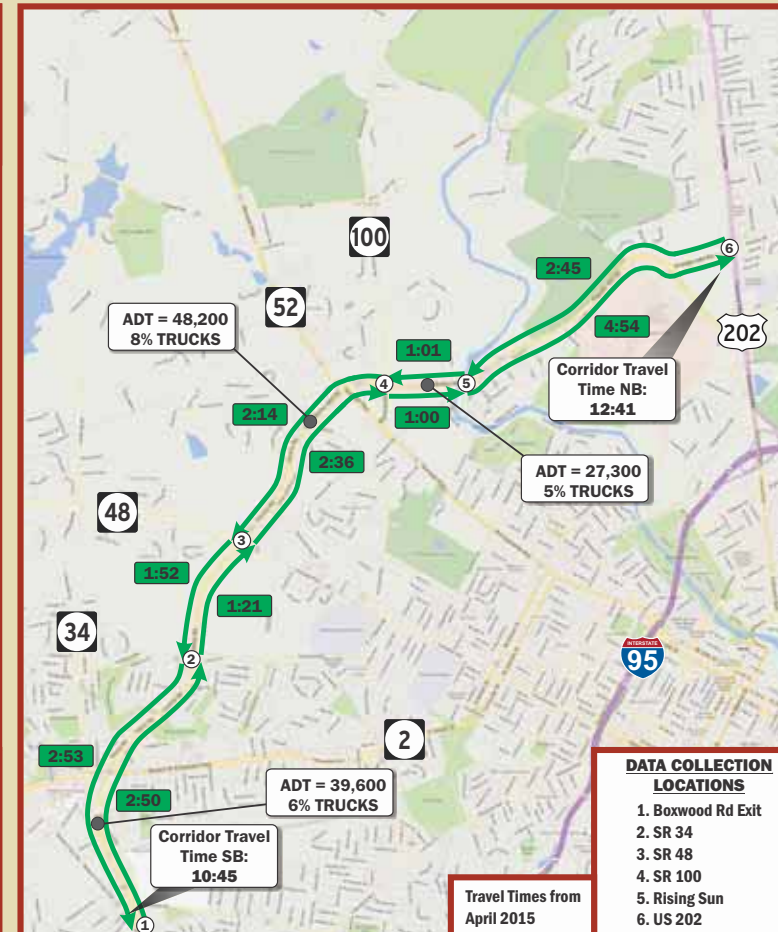 100
6
2:45
52
4:54
202
ADT = 48,200
8% TRUCKS
1:01
Corridor Travel
Time NB:
12:41
4
5
2:14
1:00
2:36
ADT = 27,300
5% TRUCKS
48
3
1:52
1:21
34
2
INTERSTATE
95
2
2:53
2:50
ADT = 39,600
6% TRUCKS
Corridor Travel
Time SB:
10:45
1
Travel Times from
April 2015
DATA COLLECTION
LOCATIONS
1. Boxwood Rd Exit
2. SR 34
3. SR 48
4. SR 100
5. Rising Sun
6. US 202